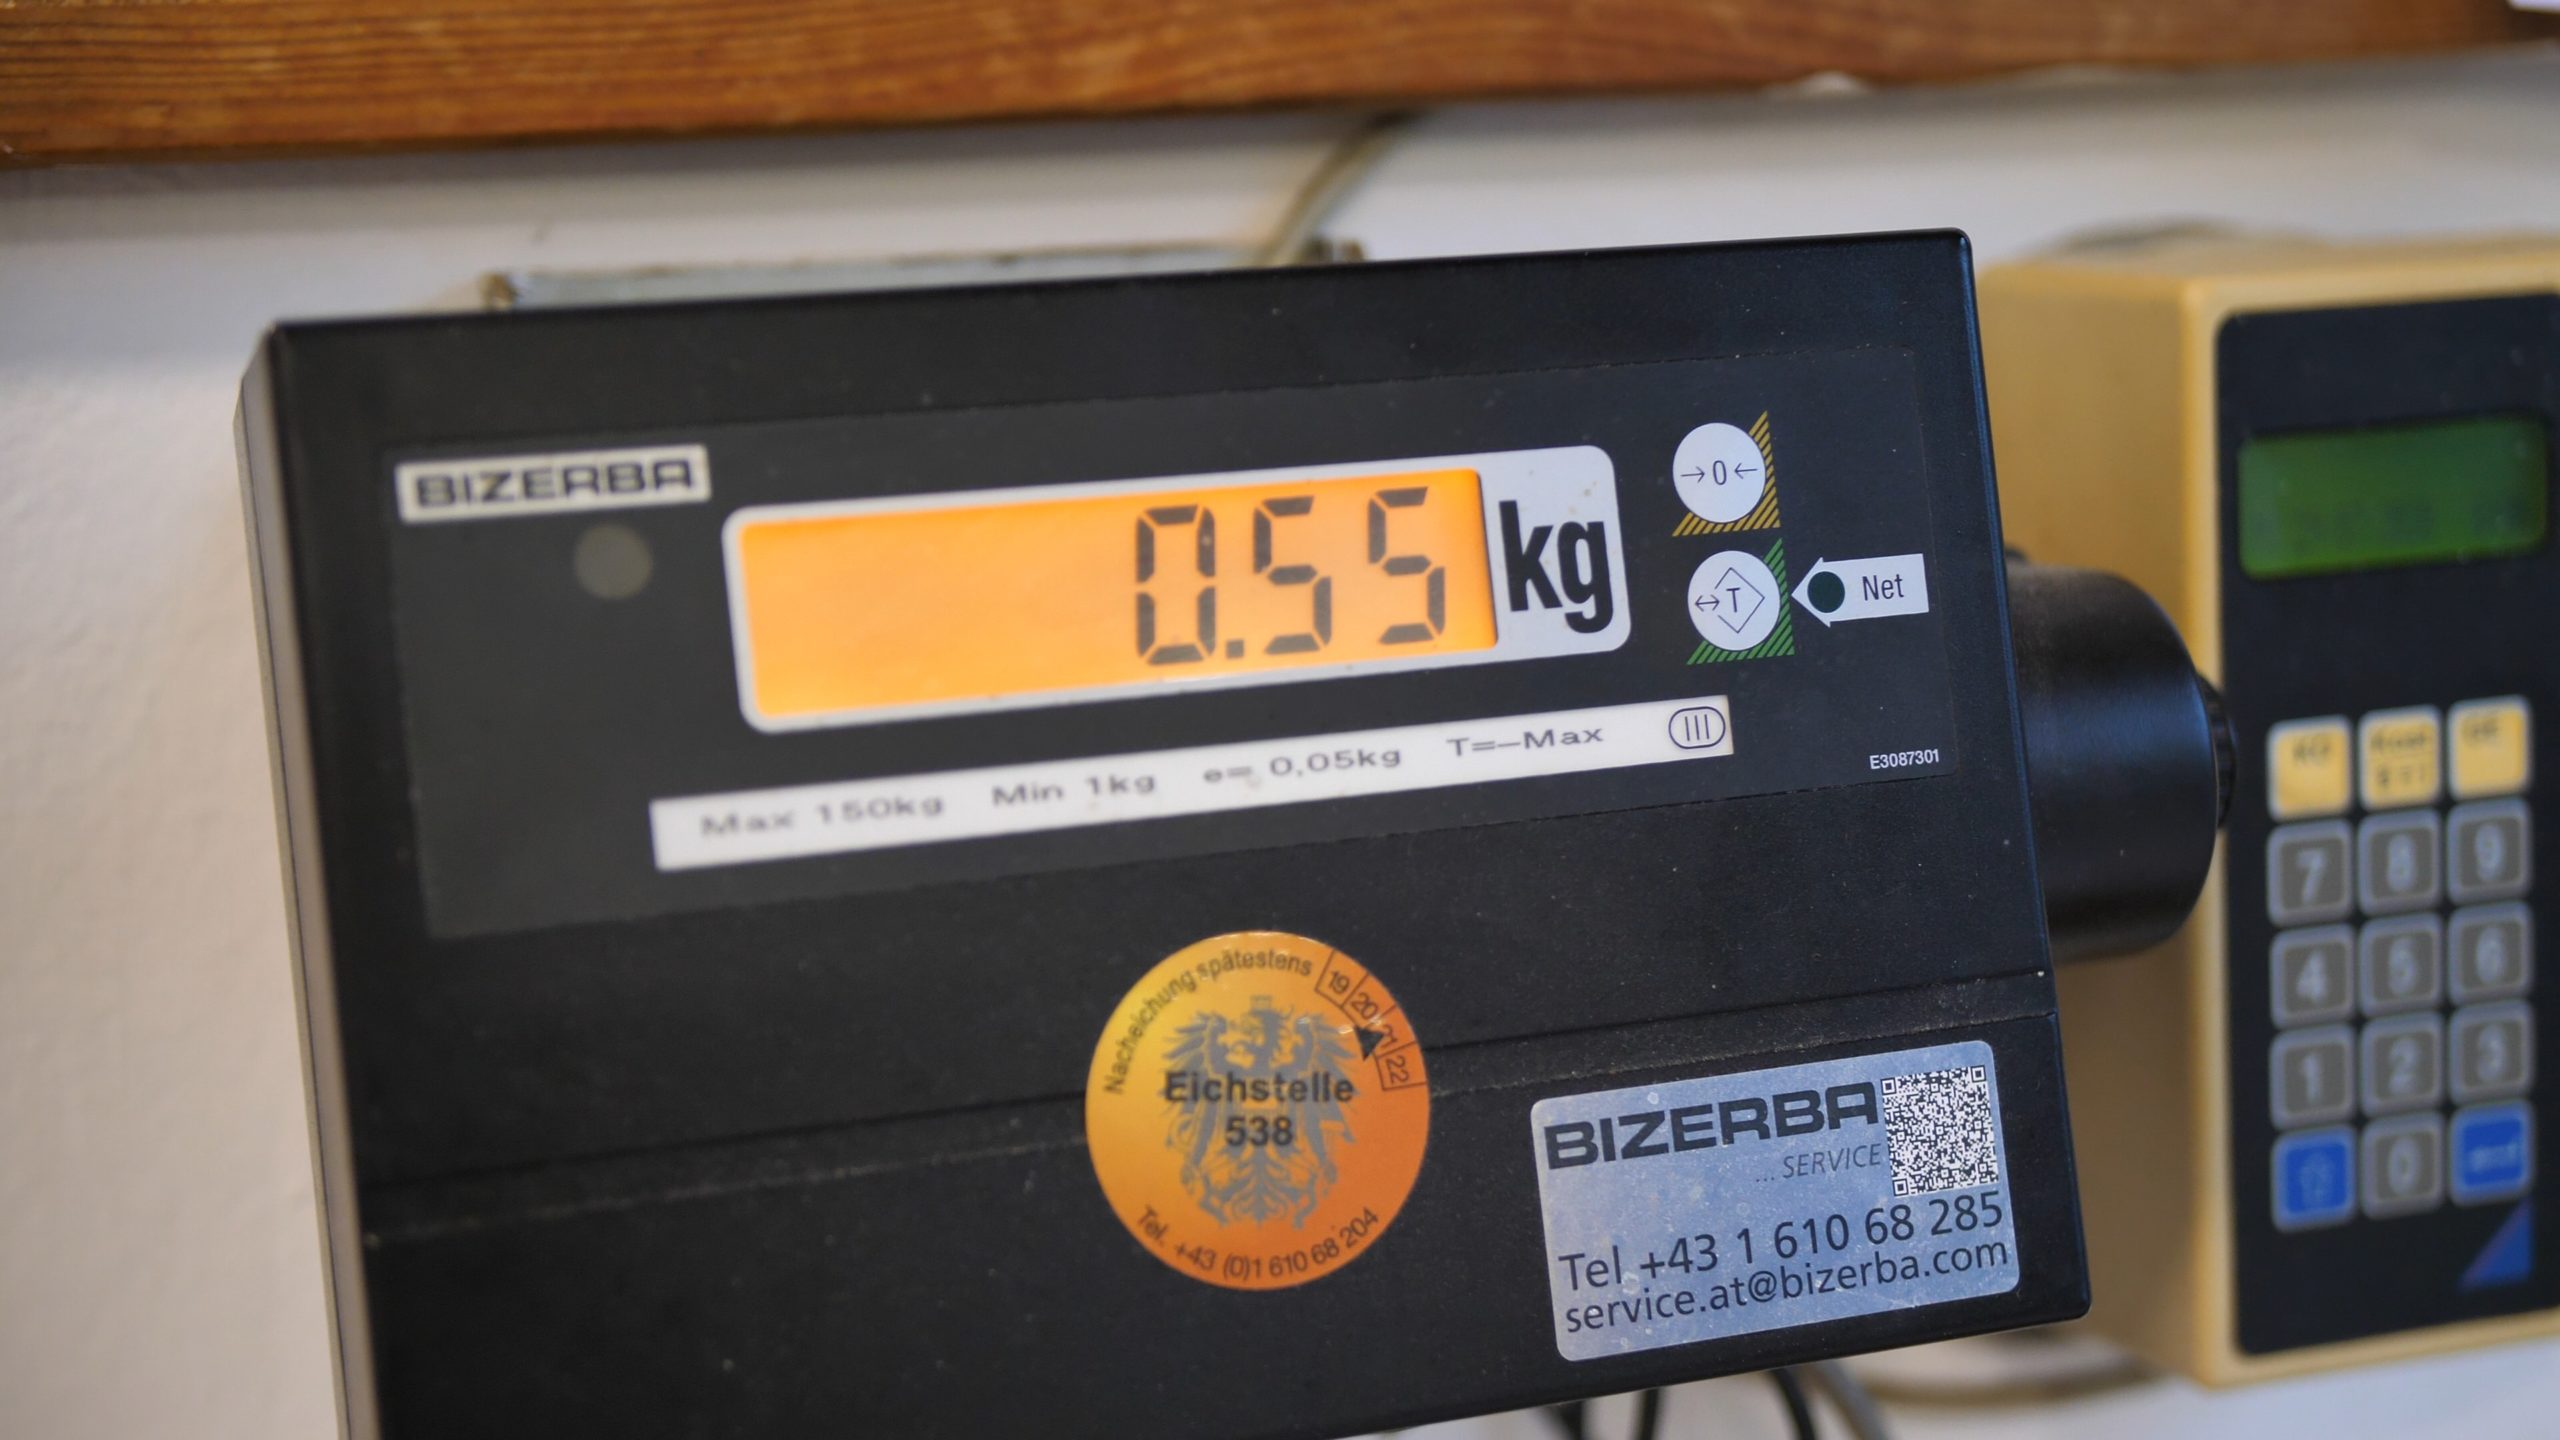 BIZERBA
0.55 kg
→0←
↔T
Net
Max 150kg Min 1kg e= 0,05kg T=–Max III
E3087301
Nacheichung spätestens 19 20 21 22
Eichstelle
538
Tel. +43 (0)1 610 68 204
BIZERBA
... SERVICE
Tel +43 1 610 68 285
service.at@bizerba.com
7 8 9
4 5 6
1 2 3
0